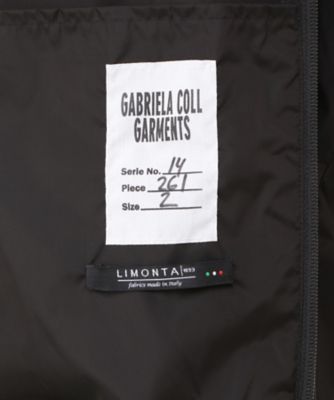 GABRIELA COLL
GARMENTS
Serie No. 14
Piece 261
Size 2
LIMONTA 1893
fabrics made in Italy